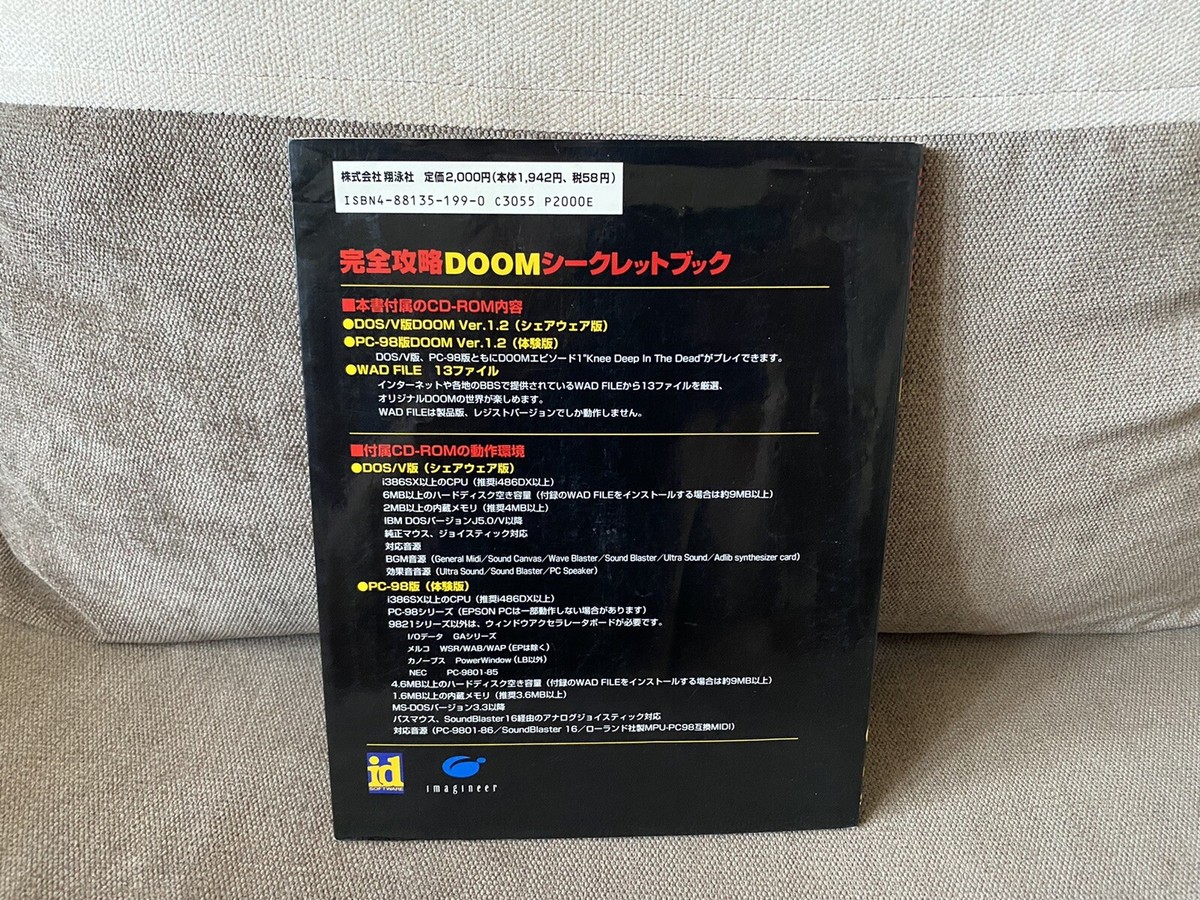 株式会社 翔泳社 定価2,000円(本体1,942円、税58円)
ISBN4-88135-199-0 C3055 P2000E
完全攻略DOOMシークレットブック
■本書付属のCD-ROM内容
●DOS/V版DOOM Ver.1.2(シェアウェア版)
●PC-98版DOOM Ver.1.2(体験版)
DOS/V版、PC-98版ともにDOOMエピソード1"Knee Deep In The Dead"がプレイできます。
●WAD FILE 13ファイル
インターネットや各地のBBSで提供されているWAD FILEから13ファイルを厳選、
オリジナルDOOMの世界が楽しめます。
WAD FILEは製品版、レジストバージョンでしか動作しません。
■付属CD-ROMの動作環境
●DOS/V版(シェアウェア版)
i386SX以上のCPU(推奨i486DX以上)
6MB以上のハードディスク空き容量(付録のWAD FILEをインストールする場合は約9MB以上)
2MB以上の内蔵メモリ(推奨4MB以上)
IBM DOSバージョンJ5.0/V以降
純正マウス、ジョイスティック対応
対応音源
BGM音源(General Midi/Sound Canvas/Wave Blaster/Sound Blaster/Ultra Sound/Adlib synthesizer card)
効果音音源(Ultra Sound/Sound Blaster/PC Speaker)
●PC-98版(体験版)
i386SX以上のCPU(推奨i486DX以上)
PC-98シリーズ(EPSON PCは一部動作しない場合があります)
9821シリーズ以外は、ウィンドウアクセラレータボードが必要です。
I/Oデータ GAシリーズ
メルコ WSR/WAB/WAP(EPは除く)
カノープス PowerWindow(LB以外)
NEC PC-9801-85
4.6MB以上のハードディスク空き容量(付録のWAD FILEをインストールする場合は約9MB以上)
1.6MB以上の内蔵メモリ(推奨3.6MB以上)
MS-DOSバージョン3.3以降
バスマウス、SoundBlaster16経由のアナログジョイスティック対応
対応音源(PC-9801-86/SoundBlaster 16/ローランド社製MPU-PC98互換MIDI)
id
SOFTWARE
imagineer